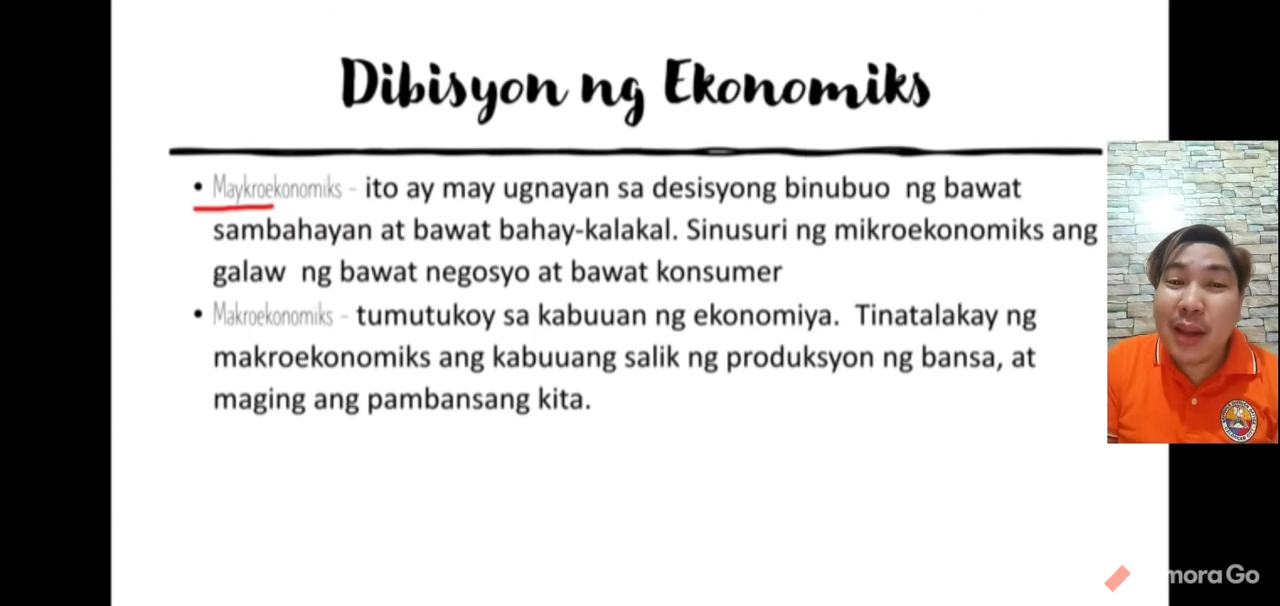 Dibisyon ng Ekonomiks
• Maykroekonomiks - ito ay may ugnayan sa desisyong binubuo ng bawat
sambahayan at bawat bahay-kalakal. Sinusuri ng mikroekonomiks ang
galaw ng bawat negosyo at bawat konsumer
• Makroekonomiks - tumutukoy sa kabuuan ng ekonomiya. Tinatalakay ng
makroekonomiks ang kabuuang salik ng produksyon ng bansa, at
maging ang pambansang kita.
mora Go